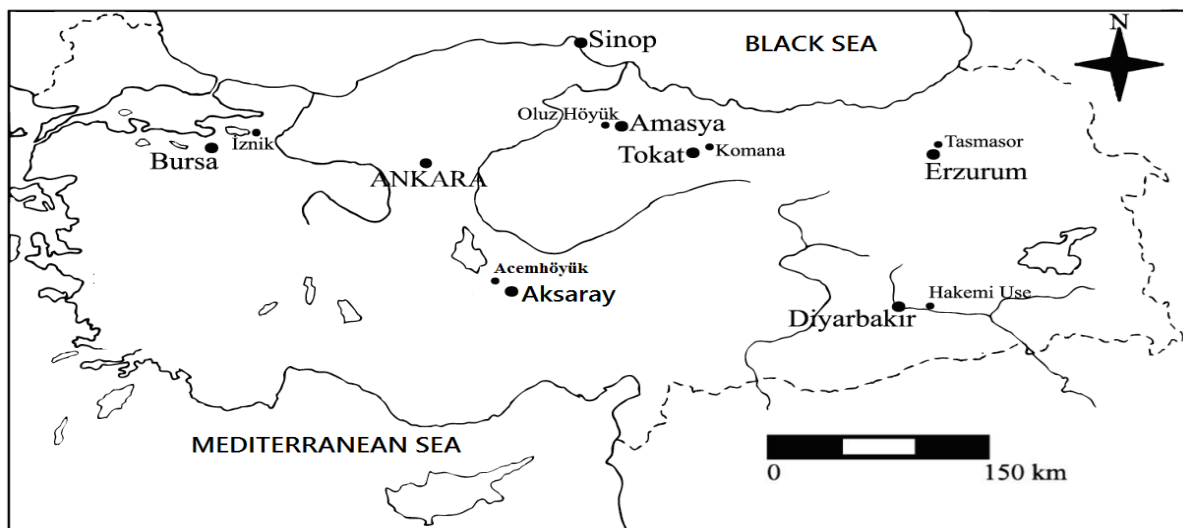 N
Sinop
BLACK SEA
Oluz Höyük
Amasya
İznik
Bursa
Tokat
Komana
Tasmasor
Erzurum
ANKARA
Acemhöyük
Aksaray
Hakemi Use
Diyarbakır
MEDITERRANEAN SEA
0
150 km